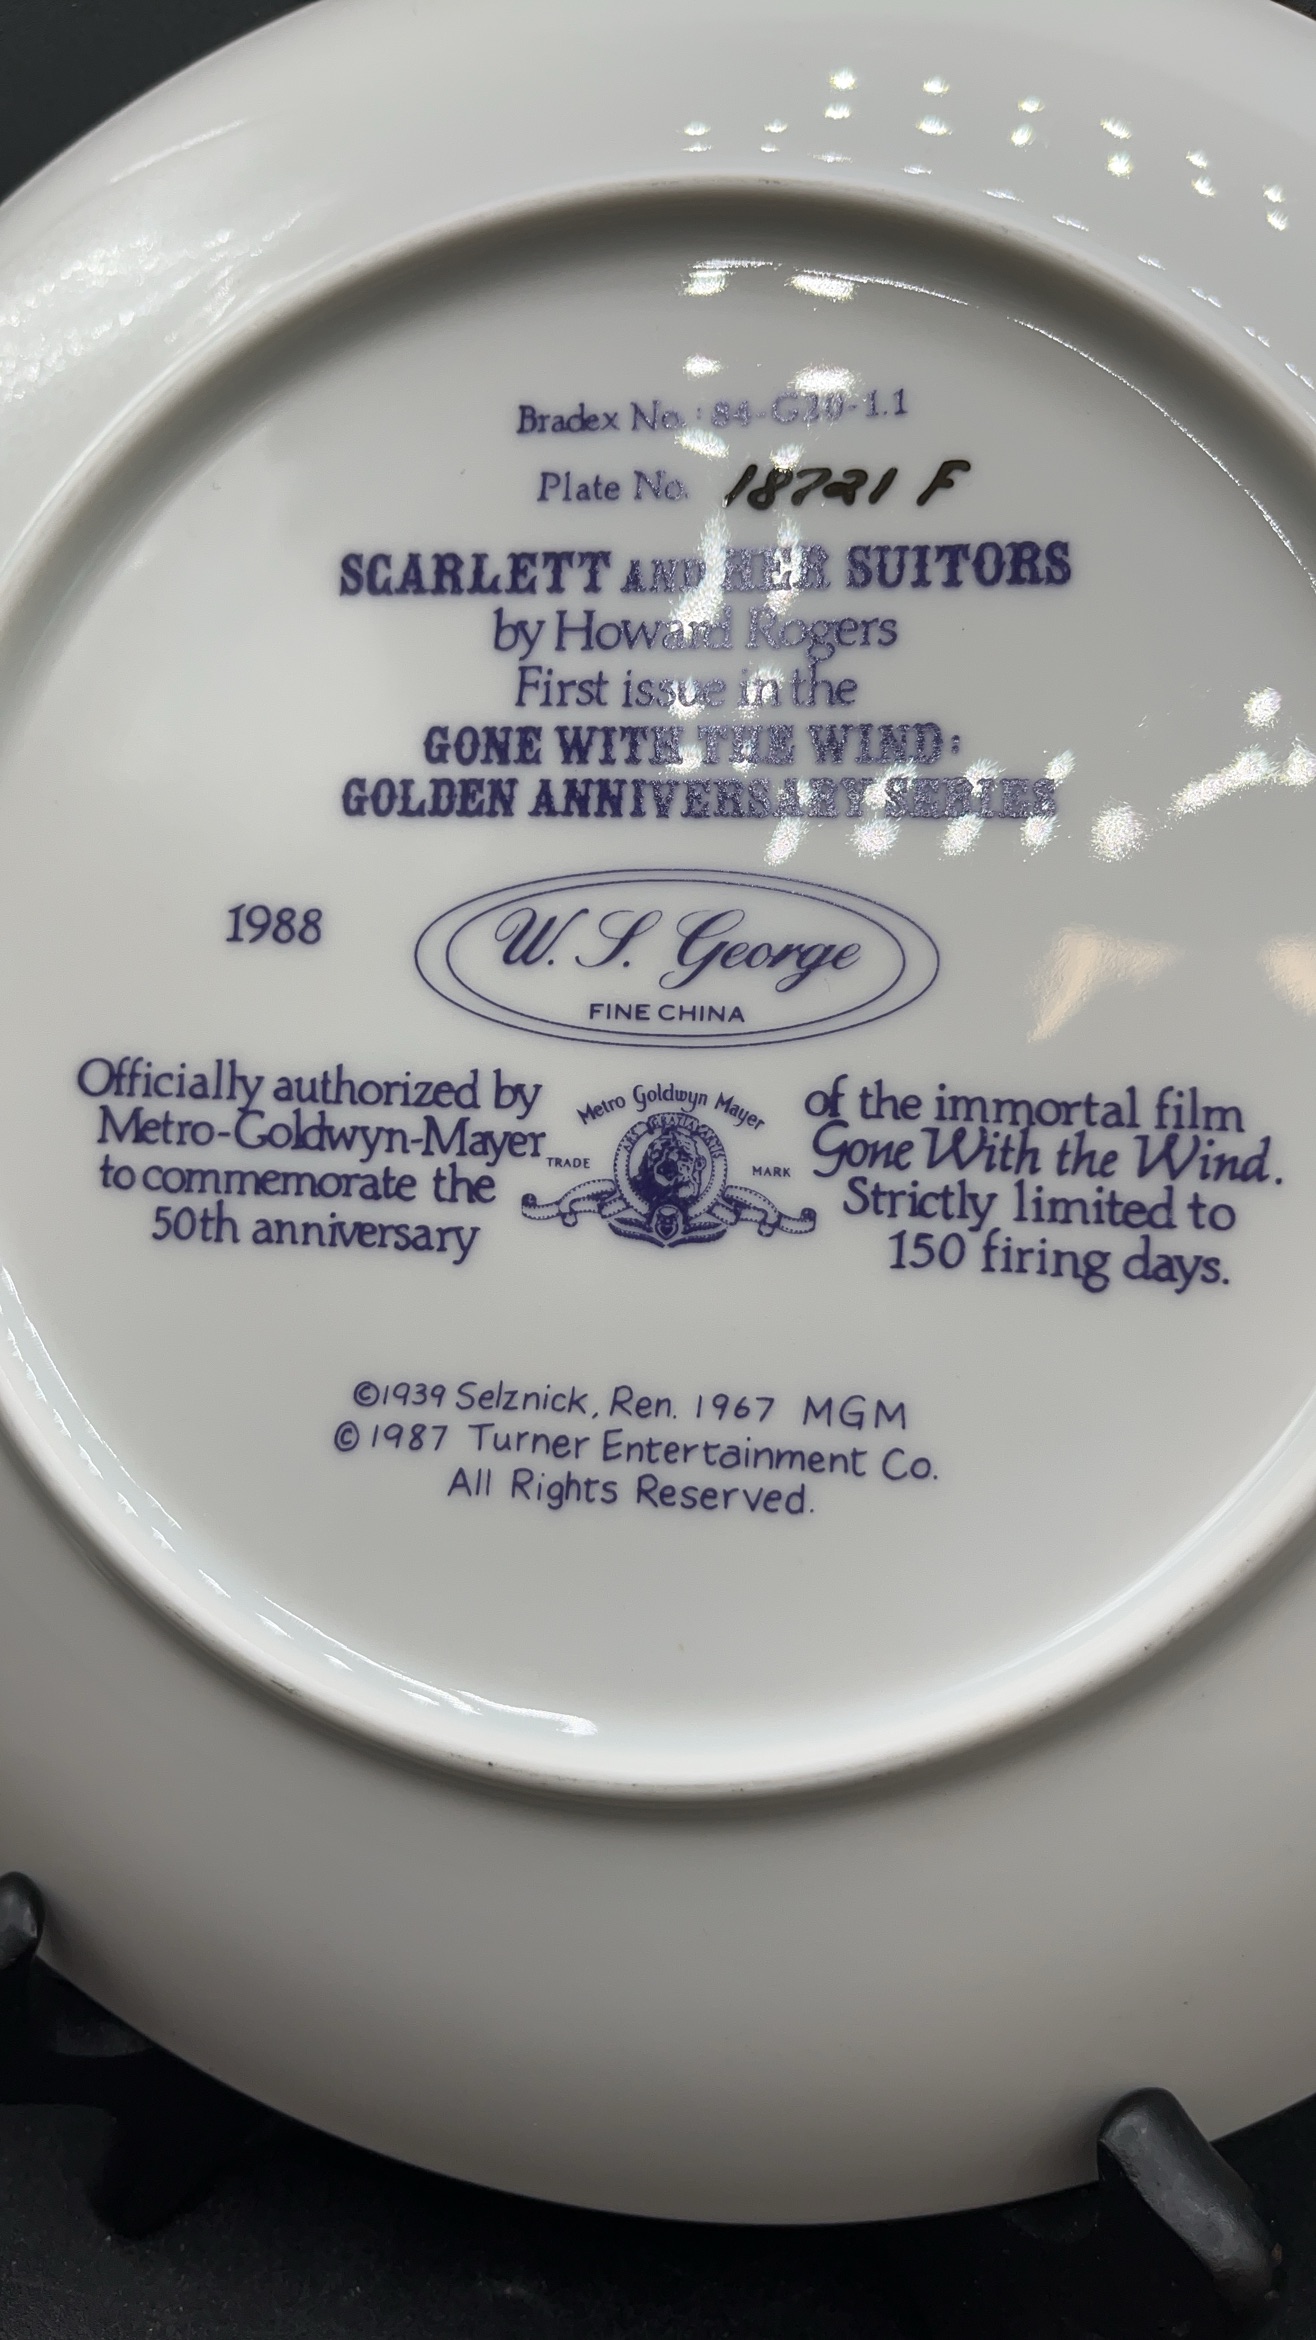 Bradex No.: 84-G20-1.1
Plate No. 18721 F
SCARLETT AND HER SUITORS
by Howard Rogers
First issue in the
GONE WITH THE WIND:
GOLDEN ANNIVERSARY SERIES
1988
W. S. George
FINE CHINA
Officially authorized by
Metro-Goldwyn-Mayer
to commemorate the
50th anniversary
Metro Goldwyn Mayer
ARS GRATIA ARTIS
TRADE MARK
of the immortal film
Gone With the Wind.
Strictly limited to
150 firing days.
©1939 Selznick, Ren. 1967 MGM
©1987 Turner Entertainment Co.
All Rights Reserved.